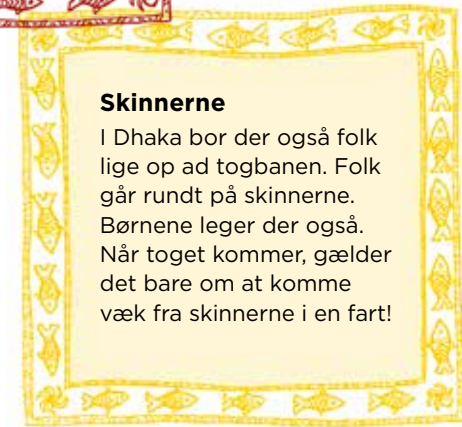 Skinnerne
I Dhaka bor der også folk
lige op ad togbanen. Folk
går rundt på skinnerne.
Børnene leger der også.
Når toget kommer, gælder
det bare om at komme
væk fra skinnerne i en fart!